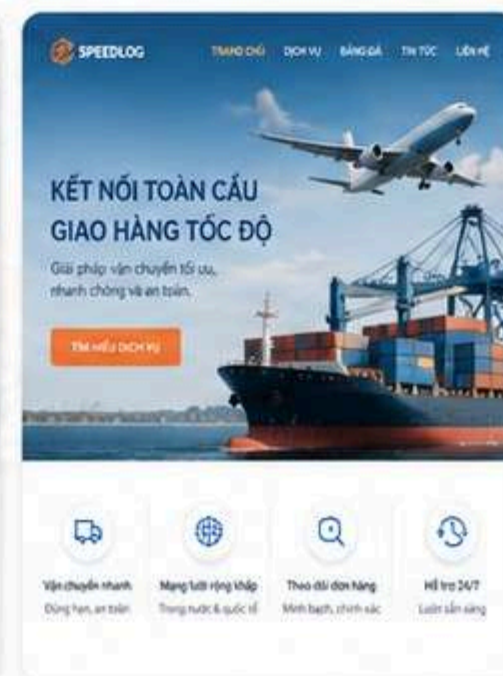 SPEEDLOG
TRANG CHỦ DỊCH VỤ BẢNG GIÁ TIN TỨC LIÊN HỆ
KẾT NỐI TOÀN CẦU
GIAO HÀNG TỐC ĐỘ
Giải pháp vận chuyển tối ưu,
nhanh chóng và an toàn.
TÌM HIỂU DỊCH VỤ
Vận chuyển nhanh
Đúng hạn, an toàn
Mạng lưới rộng khắp
Trong nước & quốc tế
Theo dõi đơn hàng
Minh bạch, chính xác
Hỗ trợ 24/7
Luôn sẵn sàng